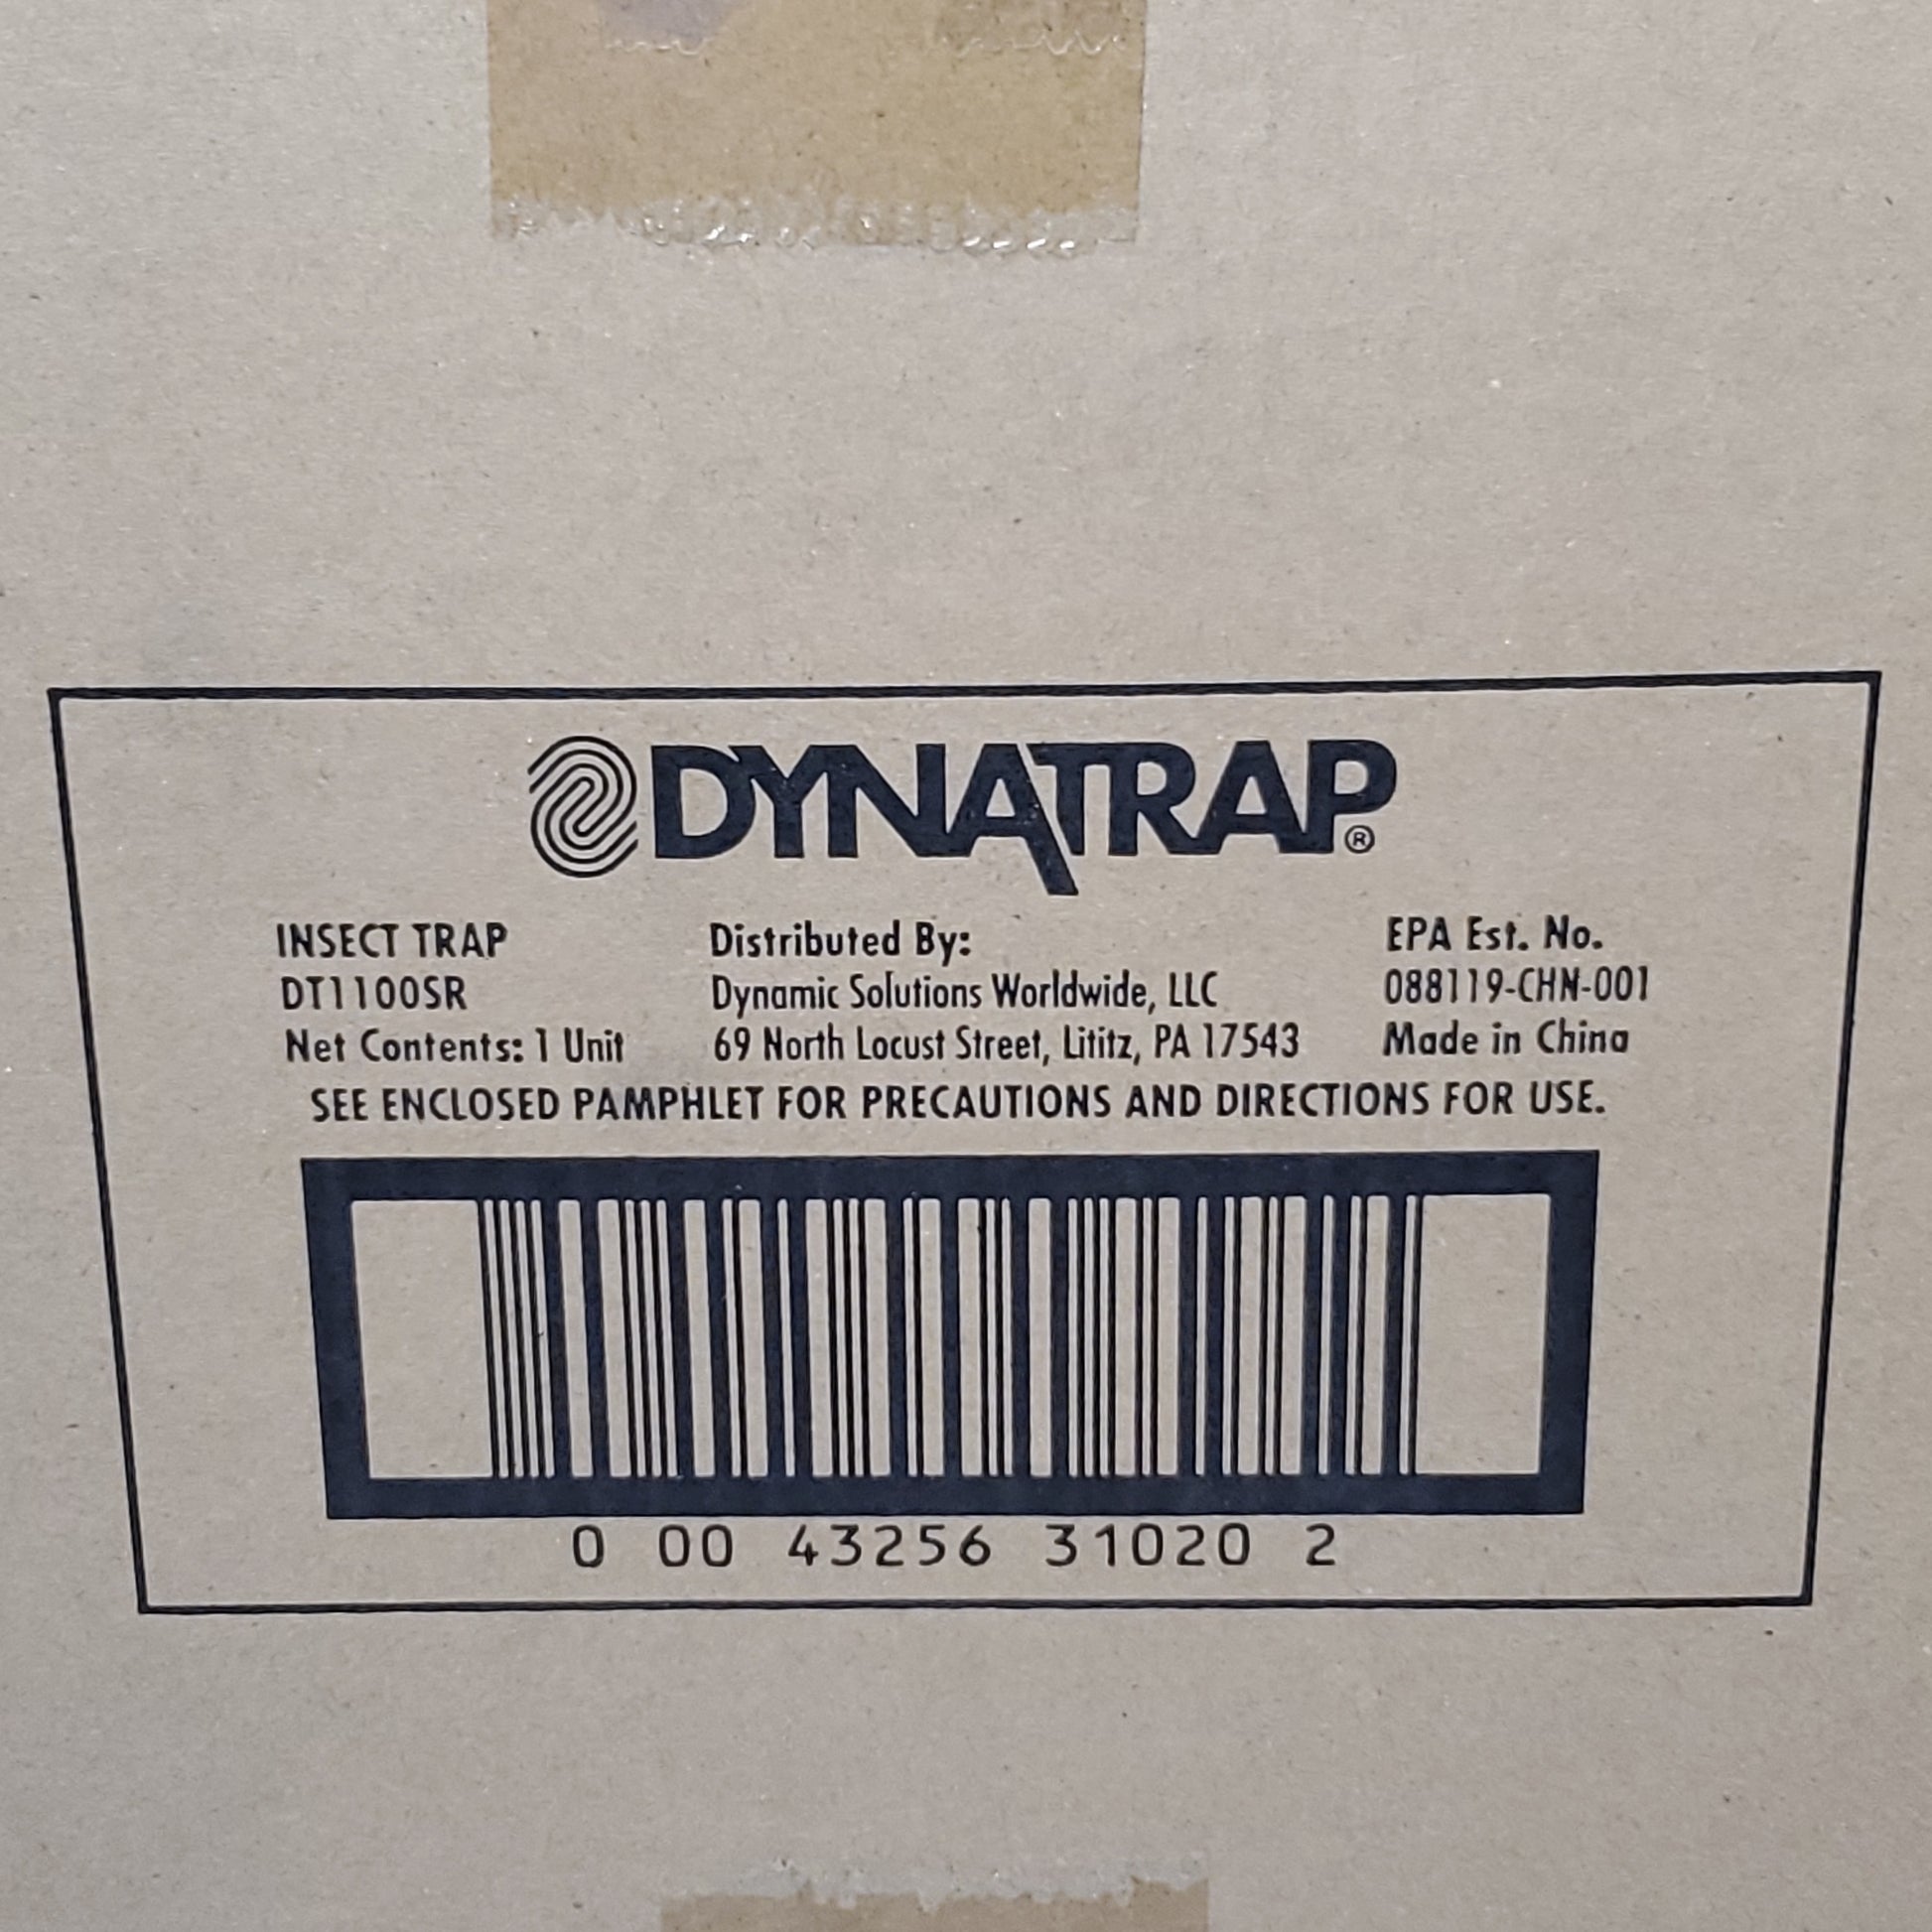 DYNATRAP®
INSECT TRAP
DT1100SR
Net Contents: 1 Unit
Distributed By:
Dynamic Solutions Worldwide, LLC
69 North Locust Street, Lititz, PA 17543
EPA Est. No.
088119-CHN-001
Made in China
SEE ENCLOSED PAMPHLET FOR PRECAUTIONS AND DIRECTIONS FOR USE.
0 00 43256 31020 2